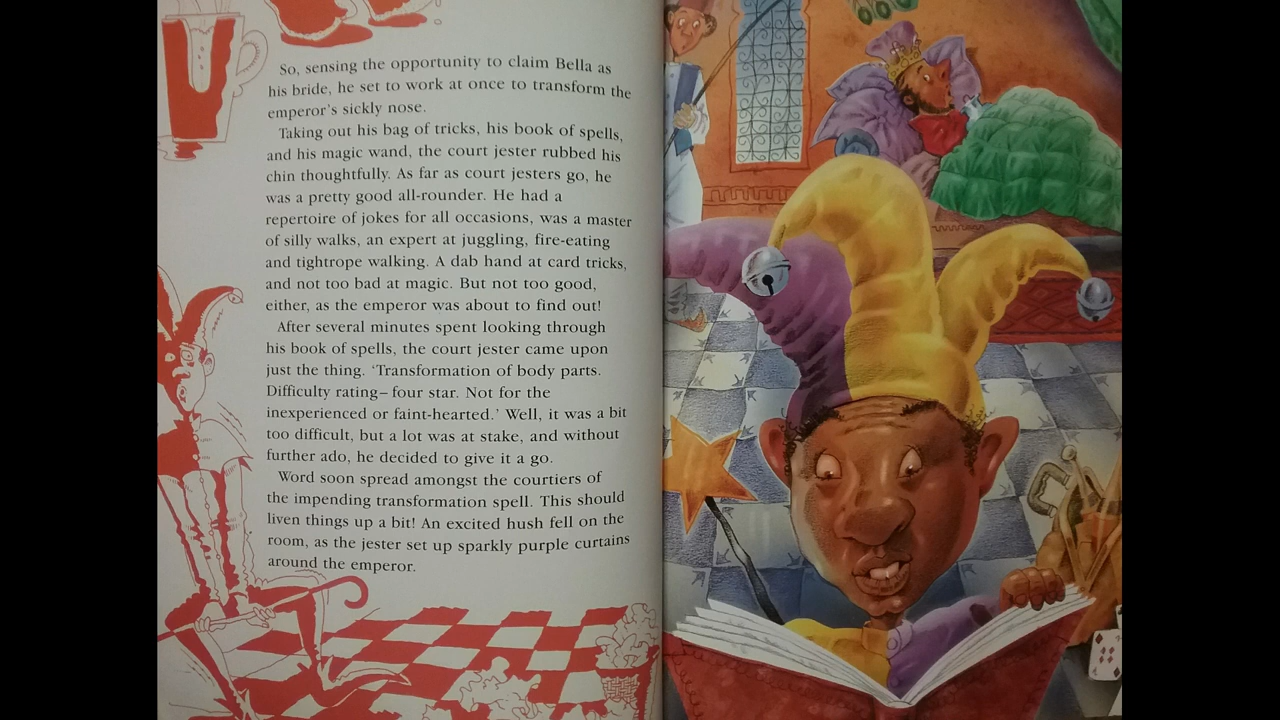 So, sensing the opportunity to claim Bella as
his bride, he set to work at once to transform the
emperor's sickly nose.
Taking out his bag of tricks, his book of spells,
and his magic wand, the court jester rubbed his
chin thoughtfully. As far as court jesters go, he
was a pretty good all-rounder. He had a
repertoire of jokes for all occasions, was a master
of silly walks, an expert at juggling, fire-eating
and tightrope walking. A dab hand at card tricks,
and not too bad at magic. But not too good,
either, as the emperor was about to find out!
After several minutes spent looking through
his book of spells, the court jester came upon
just the thing. 'Transformation of body parts.
Difficulty rating– four star. Not for the
inexperienced or faint-hearted.' Well, it was a bit
too difficult, but a lot was at stake, and without
further ado, he decided to give it a go.
Word soon spread amongst the courtiers of
the impending transformation spell. This should
liven things up a bit! An excited hush fell on the
room, as the jester set up sparkly purple curtains
around the emperor.